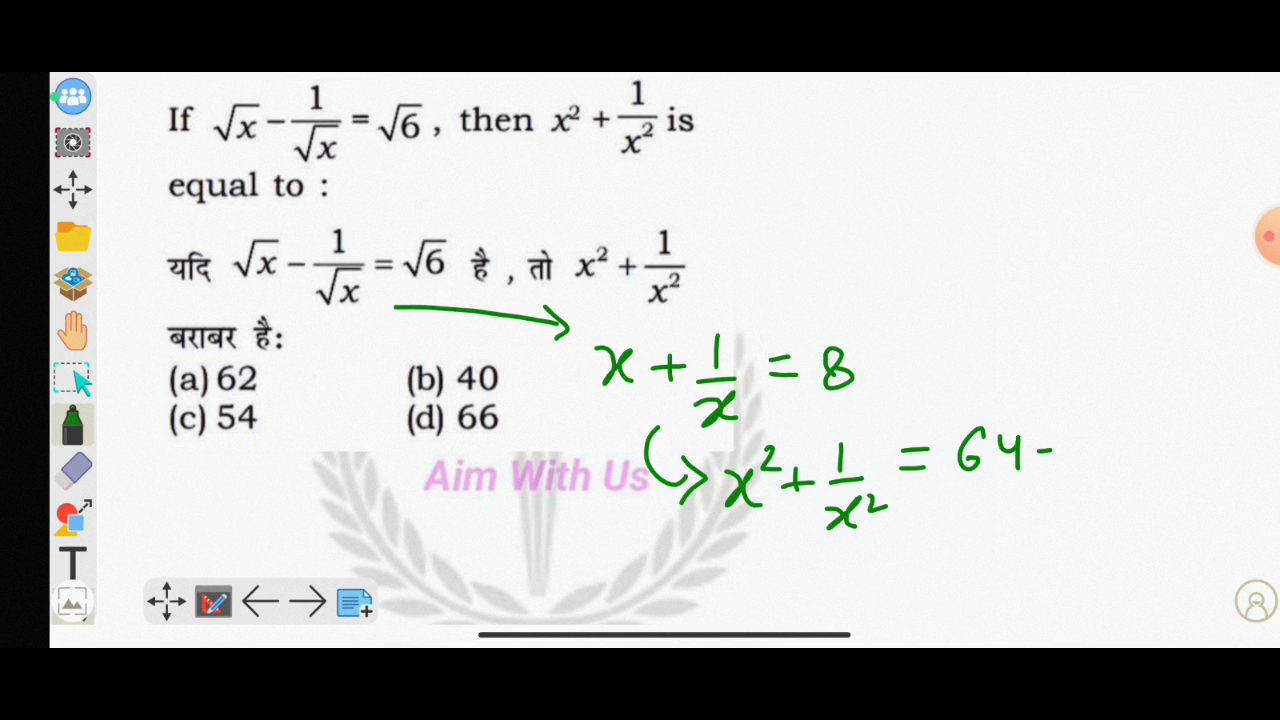 If √x − 1/√x = √6 , then x² + 1/x² is
equal to :
यदि √x − 1/√x = √6 है , तो x² + 1/x²
बराबर है:
(a) 62 (b) 40
(c) 54 (d) 66
x + 1/x = 8
x² + 1/x² = 64 -
Aim With Us
T